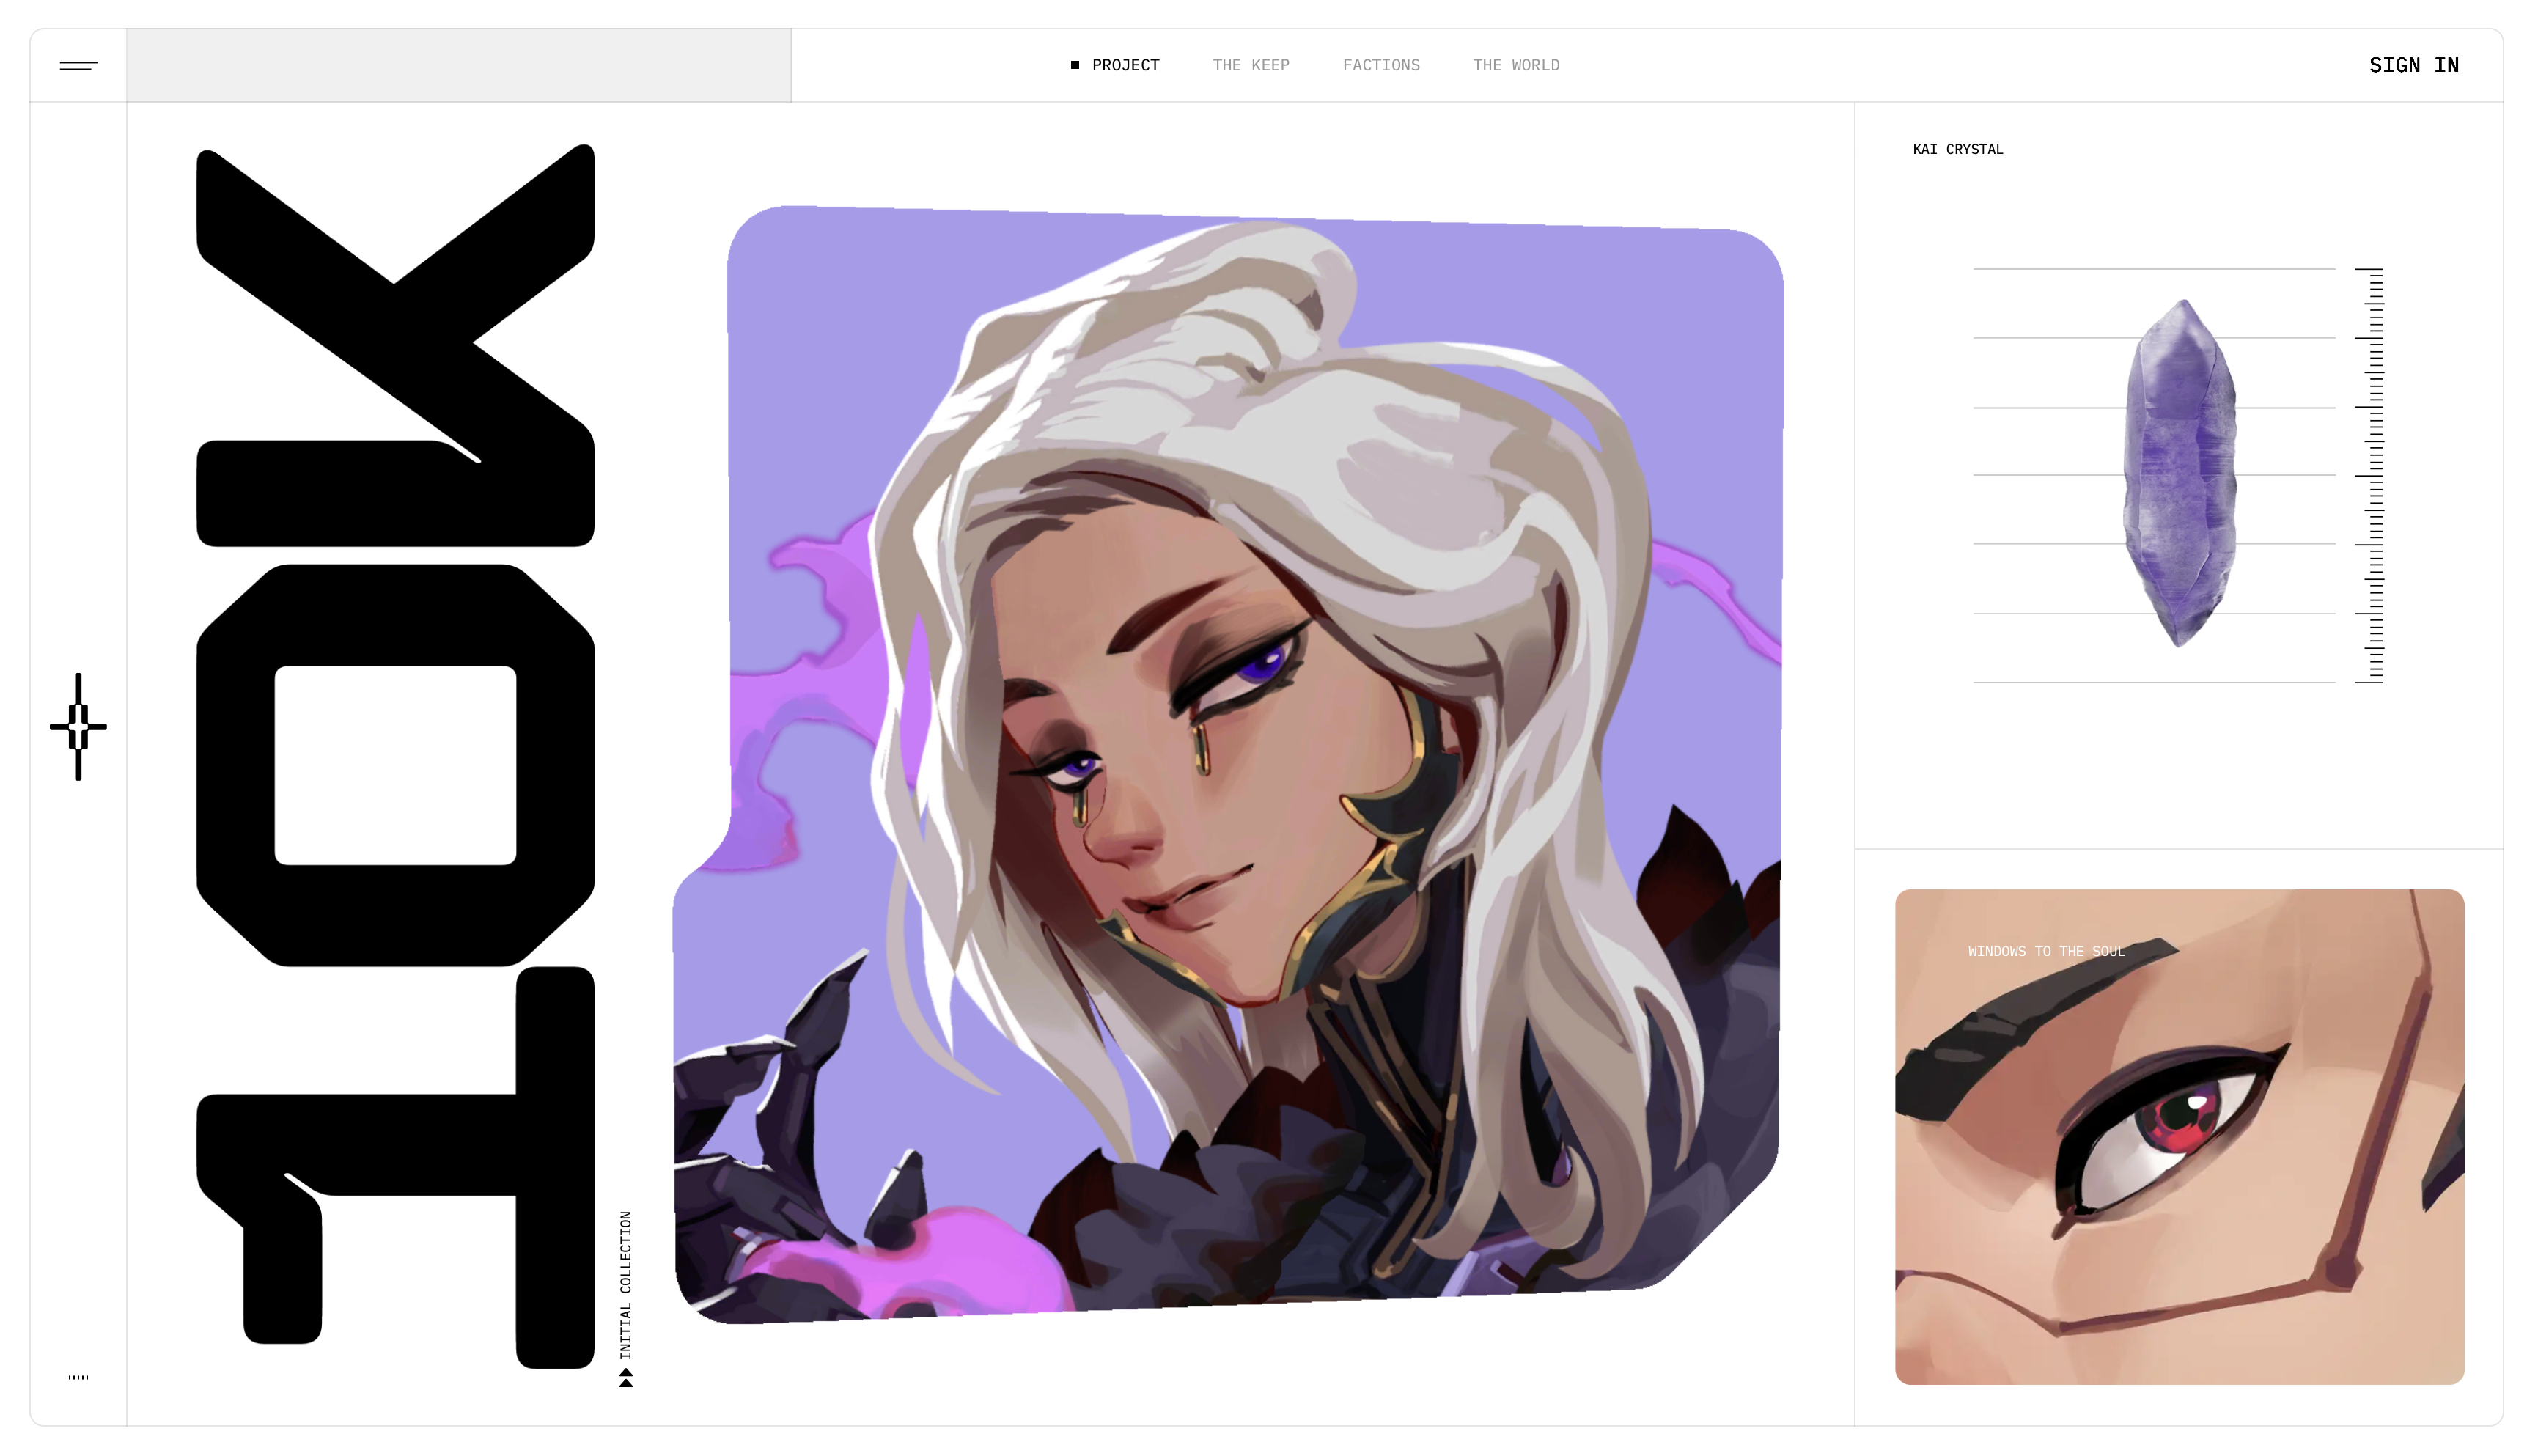 PROJECT
THE KEEP
FACTIONS
THE WORLD
SIGN IN
10K
INITIAL COLLECTION
KAI CRYSTAL
WINDOWS TO THE SOUL